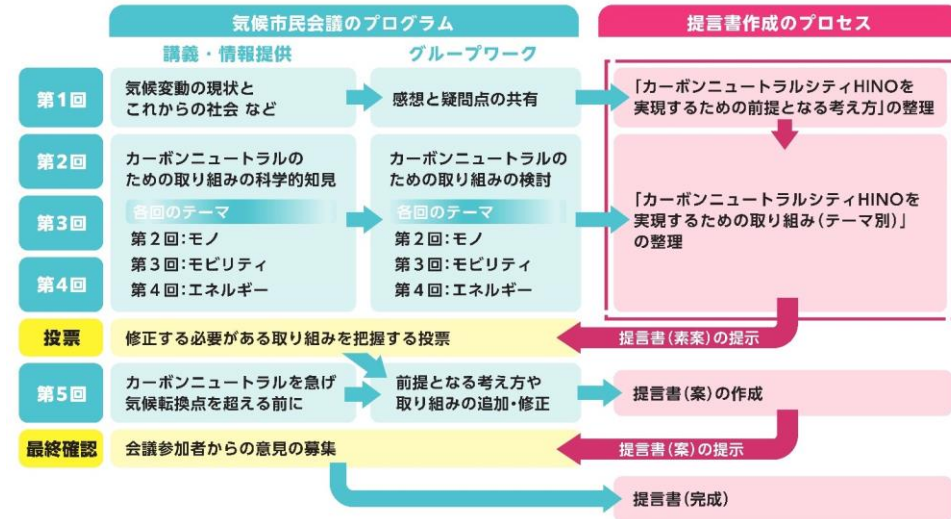 気候市民会議のプログラム
提言書作成のプロセス
講義・情報提供
グループワーク
第1回
気候変動の現状と
これからの社会 など
感想と疑問点の共有
「カーボンニュートラルシティHINOを
実現するための前提となる考え方」の整理
第2回
第3回
第4回
カーボンニュートラルの
ための取り組みの科学的知見
各回のテーマ
第2回:モノ
第3回:モビリティ
第4回:エネルギー
カーボンニュートラルの
ための取り組みの検討
各回のテーマ
第2回:モノ
第3回:モビリティ
第4回:エネルギー
「カーボンニュートラルシティHINOを
実現するための取り組み(テーマ別)」
の整理
投票
修正する必要がある取り組みを把握する投票
提言書(素案)の提示
第5回
カーボンニュートラルを急げ
気候転換点を超える前に
前提となる考え方や
取り組みの追加・修正
提言書(案)の作成
最終確認
会議参加者からの意見の募集
提言書(案)の提示
提言書(完成)